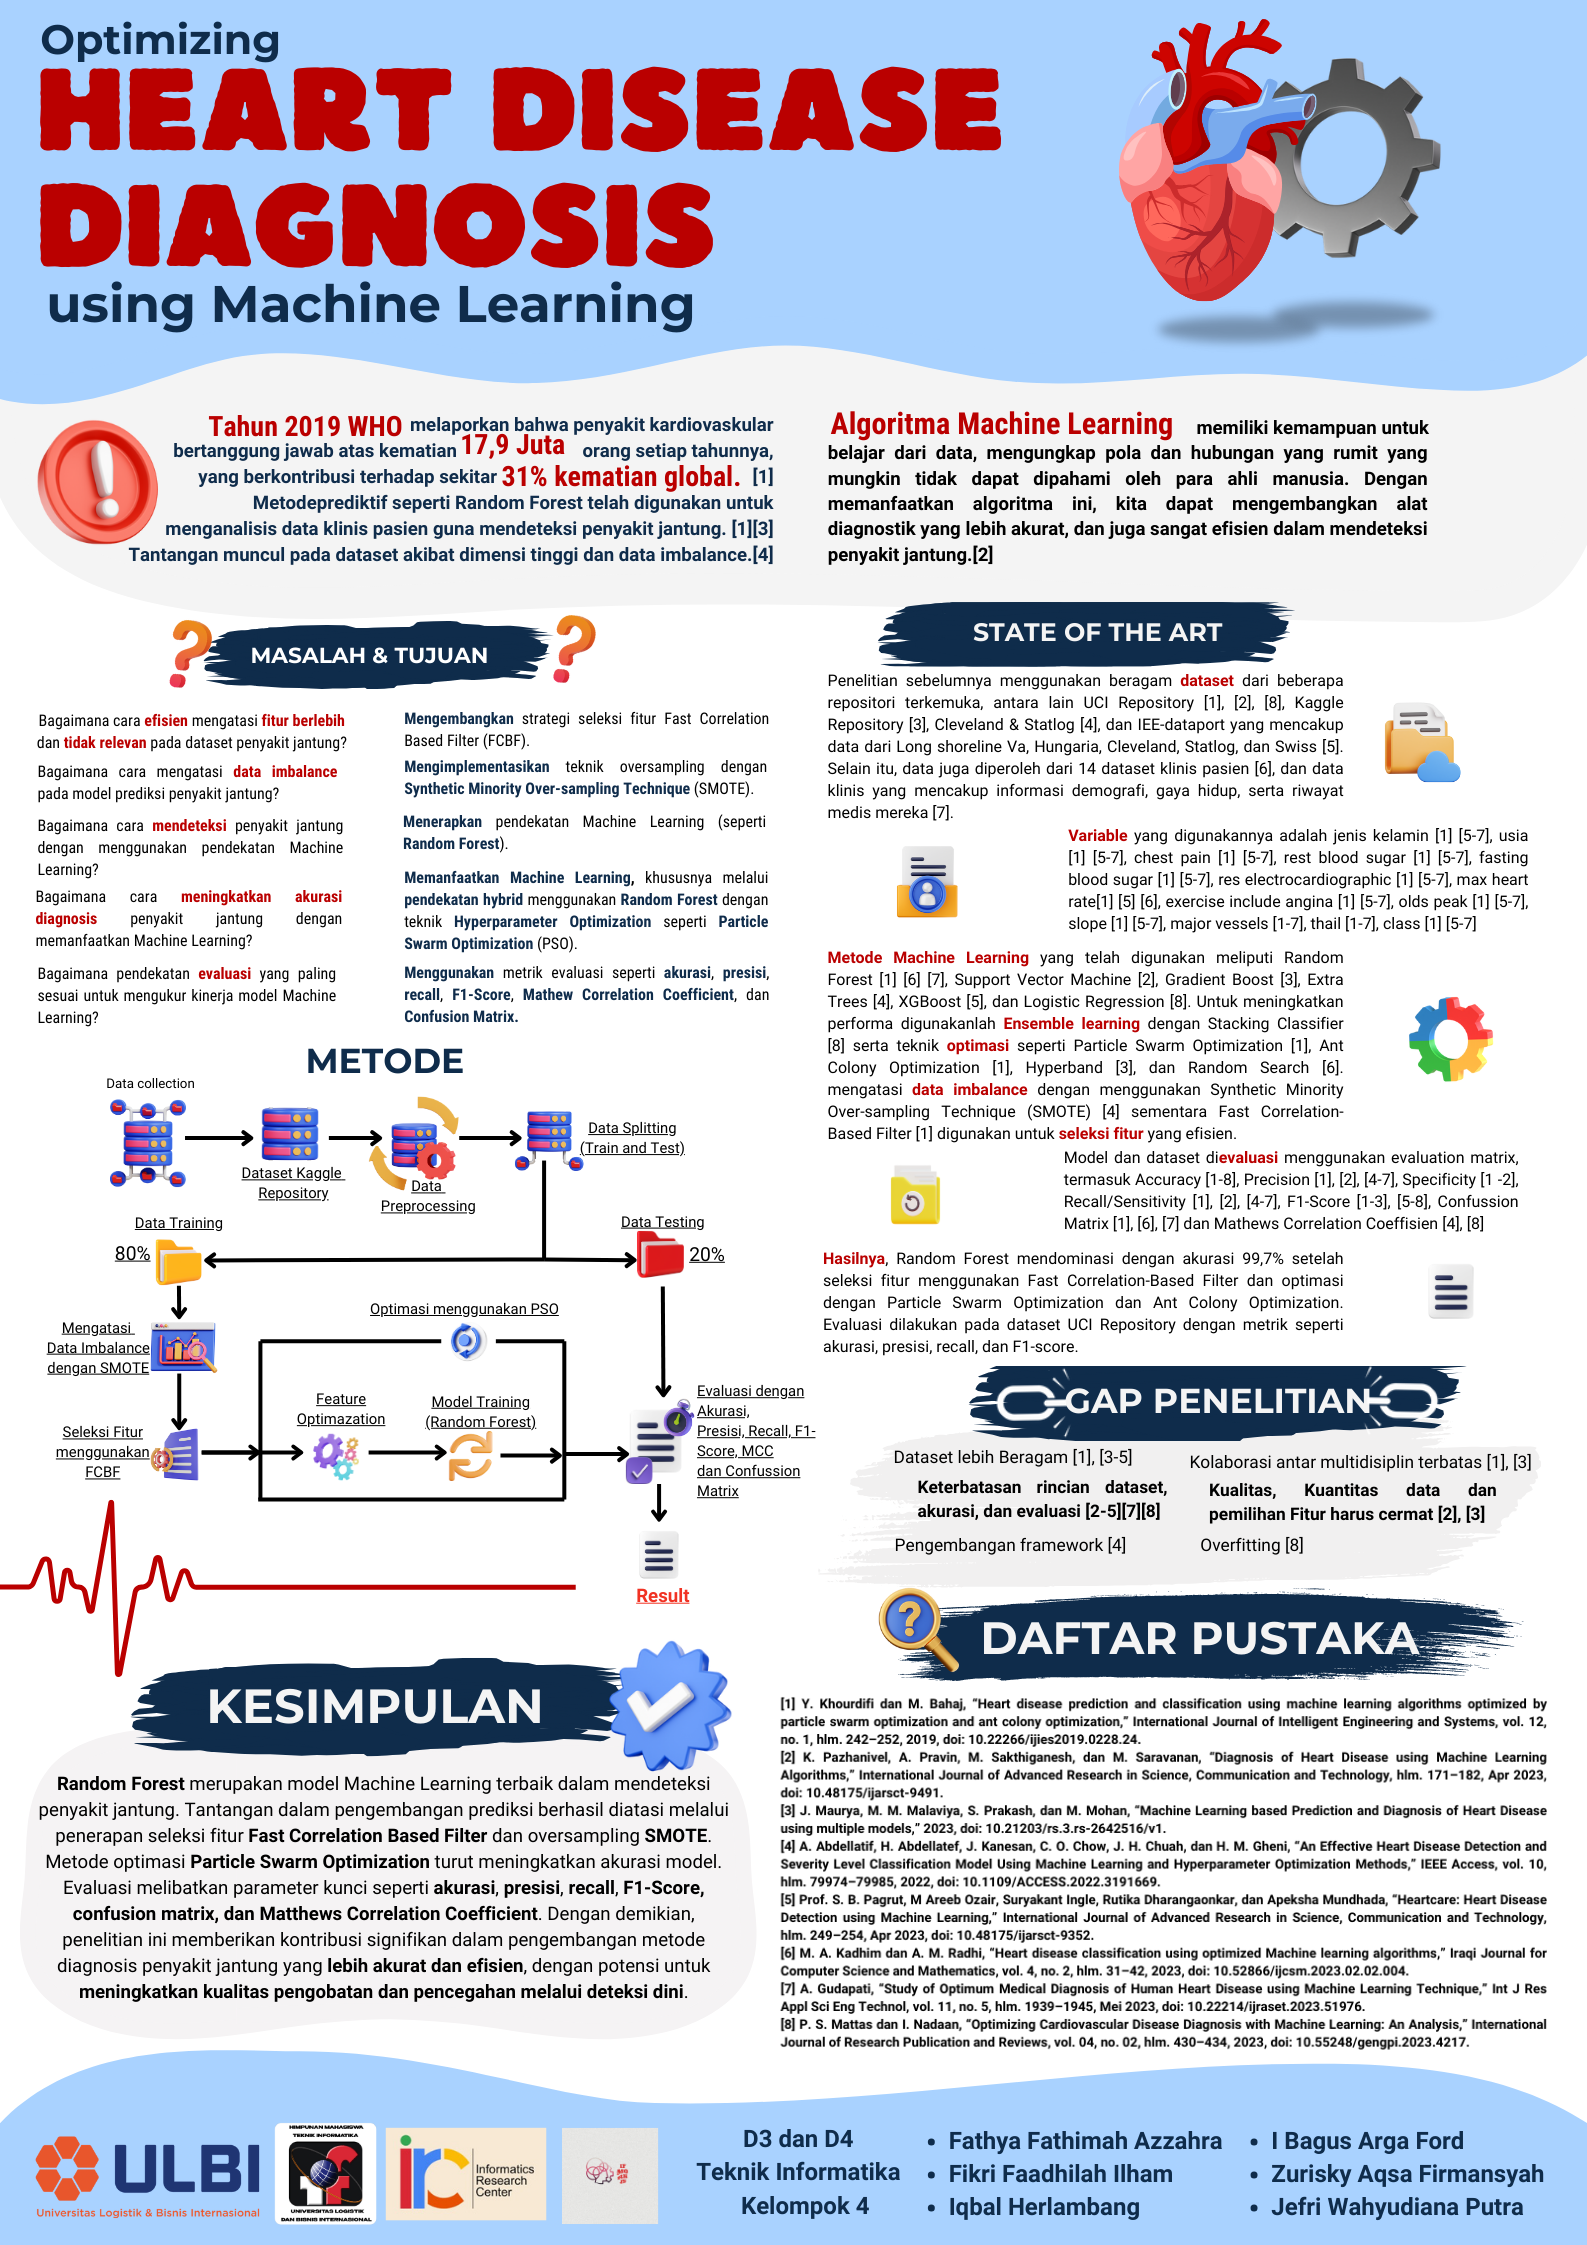 Optimizing
HEART DISEASE
DIAGNOSIS
using Machine Learning
Tahun 2019 WHO melaporkan bahwa penyakit kardiovaskular
bertanggung jawab atas kematian 17,9 Juta orang setiap tahunnya,
yang berkontribusi terhadap sekitar 31% kematian global. [1]
Metodeprediktif seperti Random Forest telah digunakan untuk
menganalisis data klinis pasien guna mendeteksi penyakit jantung. [1][3]
Tantangan muncul pada dataset akibat dimensi tinggi dan data imbalance.[4]
Algoritma Machine Learning memiliki kemampuan untuk
belajar dari data, mengungkap pola dan hubungan yang rumit yang
mungkin tidak dapat dipahami oleh para ahli manusia. Dengan
memanfaatkan algoritma ini, kita dapat mengembangkan alat
diagnostik yang lebih akurat, dan juga sangat efisien dalam mendeteksi
penyakit jantung.[2]
MASALAH & TUJUAN
Bagaimana cara efisien mengatasi fitur berlebih
dan tidak relevan pada dataset penyakit jantung?
Bagaimana cara mengatasi data imbalance
pada model prediksi penyakit jantung?
Bagaimana cara mendeteksi penyakit jantung
dengan menggunakan pendekatan Machine
Learning?
Bagaimana cara meningkatkan akurasi
diagnosis penyakit jantung dengan
memanfaatkan Machine Learning?
Bagaimana pendekatan evaluasi yang paling
sesuai untuk mengukur kinerja model Machine
Learning?
Mengembangkan strategi seleksi fitur Fast Correlation
Based Filter (FCBF).
Mengimplementasikan teknik oversampling dengan
Synthetic Minority Over-sampling Technique (SMOTE).
Menerapkan pendekatan Machine Learning (seperti
Random Forest).
Memanfaatkan Machine Learning, khususnya melalui
pendekatan hybrid menggunakan Random Forest dengan
teknik Hyperparameter Optimization seperti Particle
Swarm Optimization (PSO).
Menggunakan metrik evaluasi seperti akurasi, presisi,
recall, F1-Score, Mathew Correlation Coefficient, dan
Confusion Matrix.
METODE
Data collection
Dataset Kaggle
Repository
Data
Preprocessing
Data Splitting
(Train and Test)
Data Training
80%
Data Testing
20%
Mengatasi
Data Imbalance
dengan SMOTE
Optimasi menggunakan PSO
Seleksi Fitur
menggunakan
FCBF
Feature
Optimazation
Model Training
(Random Forest)
Evaluasi dengan
Akurasi,
Presisi, Recall, F1-
Score, MCC
dan Confussion
Matrix
Result
KESIMPULAN
Random Forest merupakan model Machine Learning terbaik dalam mendeteksi
penyakit jantung. Tantangan dalam pengembangan prediksi berhasil diatasi melalui
penerapan seleksi fitur Fast Correlation Based Filter dan oversampling SMOTE.
Metode optimasi Particle Swarm Optimization turut meningkatkan akurasi model.
Evaluasi melibatkan parameter kunci seperti akurasi, presisi, recall, F1-Score,
confusion matrix, dan Matthews Correlation Coefficient. Dengan demikian,
penelitian ini memberikan kontribusi signifikan dalam pengembangan metode
diagnosis penyakit jantung yang lebih akurat dan efisien, dengan potensi untuk
meningkatkan kualitas pengobatan dan pencegahan melalui deteksi dini.
STATE OF THE ART
Penelitian sebelumnya menggunakan beragam dataset dari beberapa
repositori terkemuka, antara lain UCI Repository [1], [2], [8], Kaggle
Repository [3], Cleveland & Statlog [4], dan IEE-dataport yang mencakup
data dari Long shoreline Va, Hungaria, Cleveland, Statlog, dan Swiss [5].
Selain itu, data juga diperoleh dari 14 dataset klinis pasien [6], dan data
klinis yang mencakup informasi demografi, gaya hidup, serta riwayat
medis mereka [7].
Variable yang digunakannya adalah jenis kelamin [1] [5-7], usia
[1] [5-7], chest pain [1] [5-7], rest blood sugar [1] [5-7], fasting
blood sugar [1] [5-7], res electrocardiographic [1] [5-7], max heart
rate[1] [5] [6], exercise include angina [1] [5-7], olds peak [1] [5-7],
slope [1] [5-7], major vessels [1-7], thail [1-7], class [1] [5-7]
Metode Machine Learning yang telah digunakan meliputi Random
Forest [1] [6] [7], Support Vector Machine [2], Gradient Boost [3], Extra
Trees [4], XGBoost [5], dan Logistic Regression [8]. Untuk meningkatkan
performa digunakanlah Ensemble learning dengan Stacking Classifier
[8] serta teknik optimasi seperti Particle Swarm Optimization [1], Ant
Colony Optimization [1], Hyperband [3], dan Random Search [6].
mengatasi data imbalance dengan menggunakan Synthetic Minority
Over-sampling Technique (SMOTE) [4] sementara Fast Correlation-
Based Filter [1] digunakan untuk seleksi fitur yang efisien.
Model dan dataset dievaluasi menggunakan evaluation matrix,
termasuk Accuracy [1-8], Precision [1], [2], [4-7], Specificity [1 -2],
Recall/Sensitivity [1], [2], [4-7], F1-Score [1-3], [5-8], Confussion
Matrix [1], [6], [7] dan Mathews Correlation Coeffisien [4], [8]
Hasilnya, Random Forest mendominasi dengan akurasi 99,7% setelah
seleksi fitur menggunakan Fast Correlation-Based Filter dan optimasi
dengan Particle Swarm Optimization dan Ant Colony Optimization.
Evaluasi dilakukan pada dataset UCI Repository dengan metrik seperti
akurasi, presisi, recall, dan F1-score.
GAP PENELITIAN
Dataset lebih Beragam [1], [3-5]
Keterbatasan rincian dataset,
akurasi, dan evaluasi [2-5][7][8]
Pengembangan framework [4]
Kolaborasi antar multidisiplin terbatas [1], [3]
Kualitas, Kuantitas data dan
pemilihan Fitur harus cermat [2], [3]
Overfitting [8]
DAFTAR PUSTAKA
[1] Y. Khourdifi dan M. Bahaj, “Heart disease prediction and classification using machine learning algorithms optimized by
particle swarm optimization and ant colony optimization,” International Journal of Intelligent Engineering and Systems, vol. 12,
no. 1, hlm. 242–252, 2019, doi: 10.22266/ijies2019.0228.24.
[2] K. Pazhanivel, A. Pravin, M. Sakthiganesh, dan M. Saravanan, “Diagnosis of Heart Disease using Machine Learning
Algorithms,” International Journal of Advanced Research in Science, Communication and Technology, hlm. 171–182, Apr 2023,
doi: 10.48175/ijarsct-9491.
[3] J. Maurya, M. M. Malaviya, S. Prakash, dan M. Mohan, “Machine Learning based Prediction and Diagnosis of Heart Disease
using multiple models,” 2023, doi: 10.21203/rs.3.rs-2642516/v1.
[4] A. Abdellatif, H. Abdellatef, J. Kanesan, C. O. Chow, J. H. Chuah, dan H. M. Gheni, “An Effective Heart Disease Detection and
Severity Level Classification Model Using Machine Learning and Hyperparameter Optimization Methods,” IEEE Access, vol. 10,
hlm. 79974–79985, 2022, doi: 10.1109/ACCESS.2022.3191669.
[5] Prof. S. B. Pagrut, M Areeb Ozair, Suryakant Ingle, Rutika Dharangaonkar, dan Apeksha Mundhada, “Heartcare: Heart Disease
Detection using Machine Learning,” International Journal of Advanced Research in Science, Communication and Technology,
hlm. 249–254, Apr 2023, doi: 10.48175/ijarsct-9352.
[6] M. A. Kadhim dan A. M. Radhi, “Heart disease classification using optimized Machine learning algorithms,” Iraqi Journal for
Computer Science and Mathematics, vol. 4, no. 2, hlm. 31–42, 2023, doi: 10.52866/ijcsm.2023.02.02.004.
[7] A. Gudapati, “Study of Optimum Medical Diagnosis of Human Heart Disease using Machine Learning Technique,” Int J Res
Appl Sci Eng Technol, vol. 11, no. 5, hlm. 1939–1945, Mei 2023, doi: 10.22214/ijraset.2023.51976.
[8] P. S. Mattas dan I. Nadaan, “Optimizing Cardiovascular Disease Diagnosis with Machine Learning: An Analysis,” International
Journal of Research Publication and Reviews, vol. 04, no. 02, hlm. 430–434, 2023, doi: 10.55248/gengpi.2023.4217.
ULBI
Universitas Logistik & Bisnis Internasional
HIMPUNAN MAHASISWA
TEKNIK INFORMATIKA
UNIVERSITAS LOGISTIK
DAN BISNIS INTERNASIONAL
irc
Informatics
Research
Center
D3 dan D4
Teknik Informatika
Kelompok 4
• Fathya Fathimah Azzahra
• Fikri Faadhilah Ilham
• Iqbal Herlambang
• I Bagus Arga Ford
• Zurisky Aqsa Firmansyah
• Jefri Wahyudiana Putra